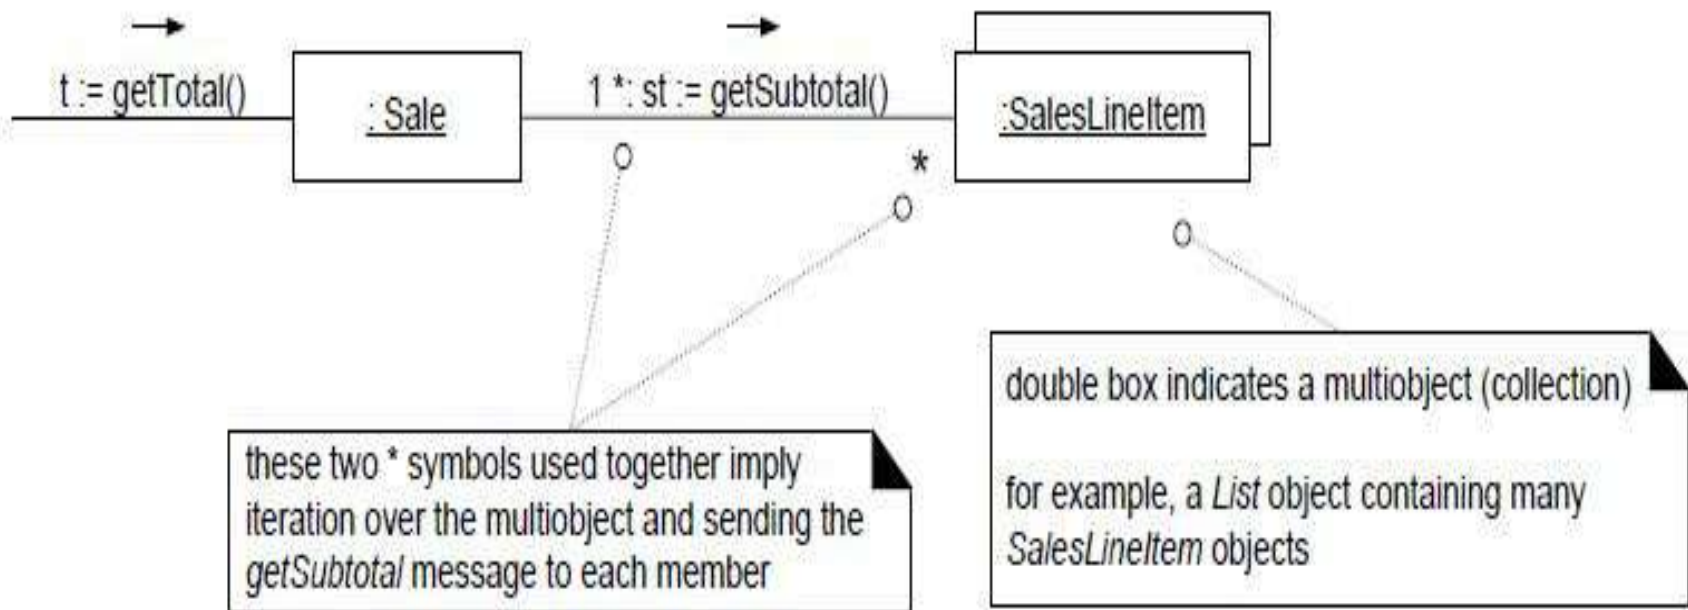 t := getTotal()
: Sale
1 *: st := getSubtotal()
:SalesLineItem
*
these two * symbols used together imply
iteration over the multiobject and sending the
getSubtotal message to each member
double box indicates a multiobject (collection)
for example, a List object containing many
SalesLineItem objects